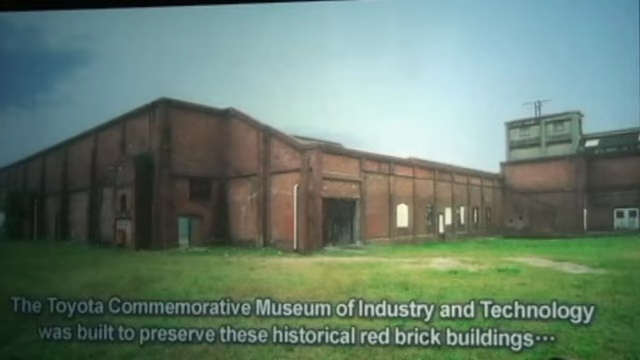 The Toyota Commemorative Museum of Industry and Technology
was built to preserve these historical red brick buildings…